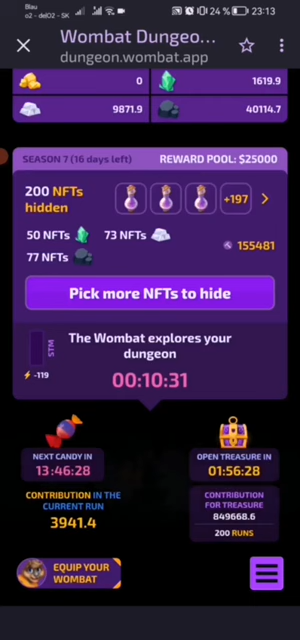 Blau
o2 - de/O2 - SK
24 %
23:13
Wombat Dungeo...
dungeon.wombat.app
0
1619.9
9871.9
40114.7
SEASON 7 (16 days left)
REWARD POOL: $25000
200 NFTs
hidden
+197
50 NFTs
73 NFTs
77 NFTs
155481
Pick more NFTs to hide
STM
The Wombat explores your
dungeon
-119
00:10:31
NEXT CANDY IN
13:46:28
OPEN TREASURE IN
01:56:28
CONTRIBUTION IN THE
CURRENT RUN
3941.4
CONTRIBUTION
FOR TREASURE
849668.6
200 RUNS
EQUIP YOUR
WOMBAT